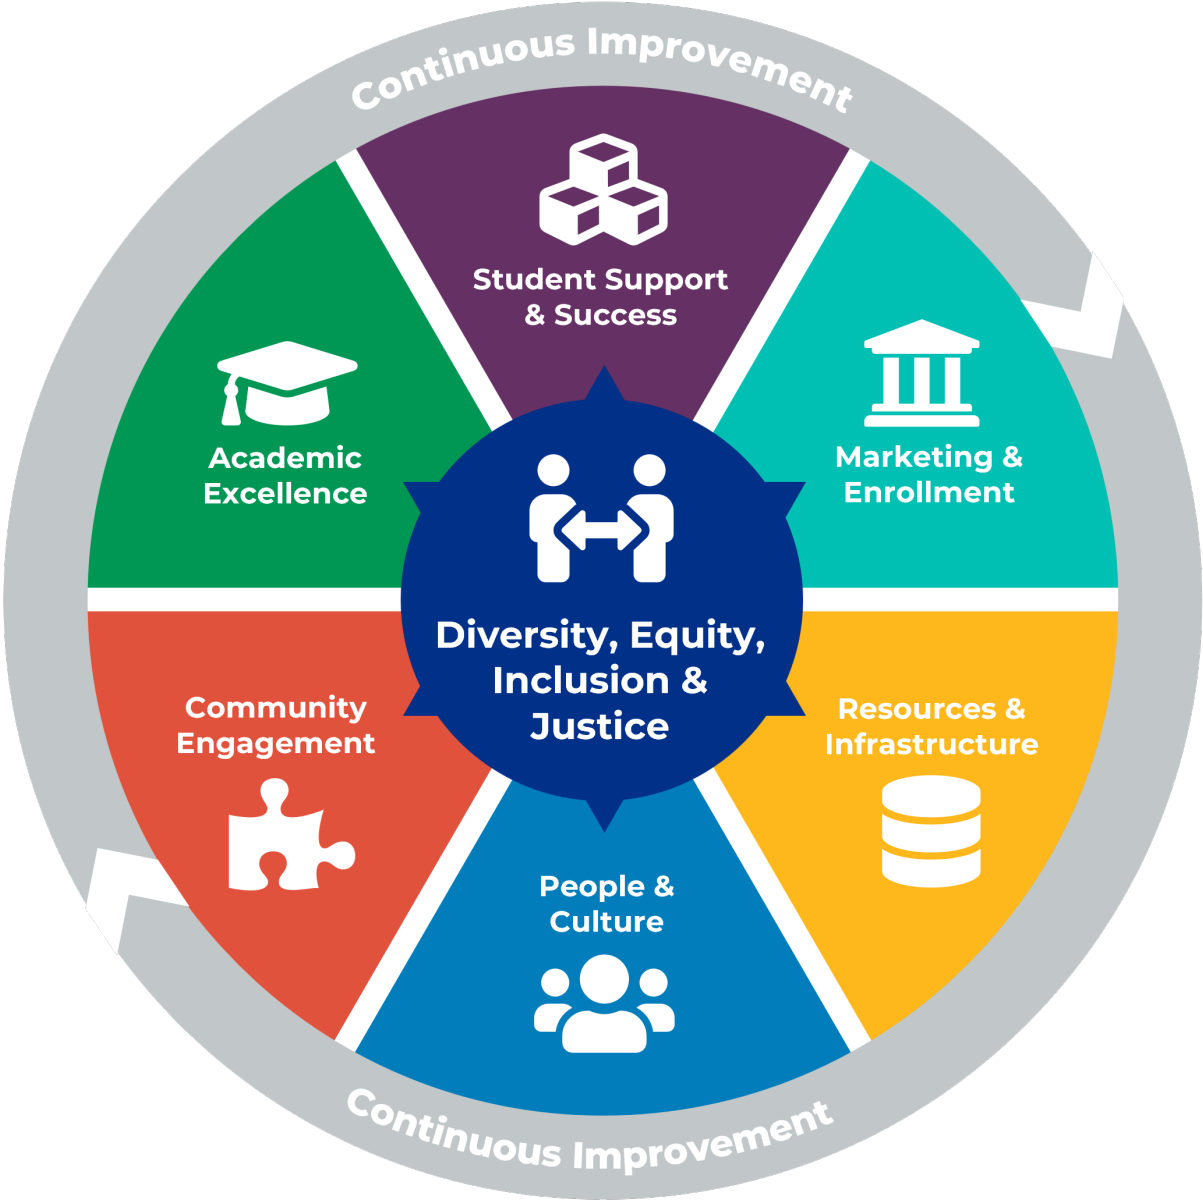 Continuous Improvement
Student Support
& Success
Academic
Excellence
Marketing &
Enrollment
Diversity, Equity,
Inclusion &
Justice
Community
Engagement
Resources &
Infrastructure
People &
Culture
Continuous Improvement